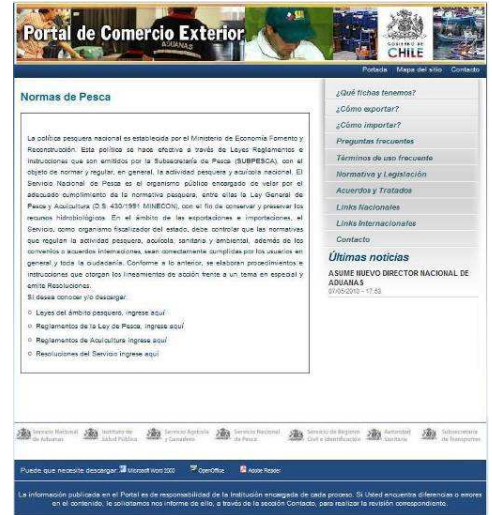 Portal de Comercio Exterior
ADUANAS
GOBIERNO DE
CHILE
Portada Mapa del sitio Contacto
Normas de Pesca
La política pesquera nacional es establecida por el Ministerio de Economía Fomento y
Reconstrucción. Esta política se hace efectiva a través de Leyes Reglamentos e
Instrucciones que son emitidos por la Subsecretaría de Pesca (SUBPESCA), con el
objeto de normar y regular, en general, la actividad pesquera y acuícola nacional. El
Servicio Nacional de Pesca es el organismo público encargado de velar por el
adecuado cumplimiento de la normativa pesquera, entre ellas la Ley General de
Pesca y Acuicultura (D.S. 430/1991 MINECON), con el fin de conservar y preservar los
recursos hidrobiológicos. En el ámbito de las exportaciones e importaciones, el
Servicio, como organismo fiscalizador del estado, debe controlar que las normativas
que regulan la actividad pesquera, acuícola, sanitaria y ambiental, además de los
convenios o acuerdos internaciones, sean correctamente cumplidas por los usuarios en
general y toda la ciudadanía. Conforme a lo anterior, se elaboran procedimientos e
instrucciones que otorgan los lineamientos de acción frente a un tema en especial y
emite Resoluciones.
Si desea conocer y/o descargar:
Leyes del ámbito pesquero, ingrese aquí
Reglamentos de la Ley de Pesca, ingrese aquí
Reglamentos de Acuicultura ingrese aquí
Resoluciones del Servicio ingrese aquí
¿Qué fichas tenemos?
¿Cómo exportar?
¿Cómo importar?
Preguntas frecuentes
Términos de uso frecuente
Normativa y Legislación
Acuerdos y Tratados
Links Nacionales
Links Internacionales
Contacto
Últimas noticias
ASUME NUEVO DIRECTOR NACIONAL DE
ADUANAS
07/05/2010 - 17:53
Servicio Nacional de Aduanas
Instituto de Salud Pública
Servicio Agrícola y Ganadero
Servicio Nacional de Pesca
Servicio de Registro Civil e Identificación
Autoridad Sanitaria
Subsecretaría de Transportes
Puede que necesite descargar: Microsoft Word 2003 OpenOffice Adobe Reader
La información publicada en el Portal es de responsabilidad de la Institución encargada de cada proceso. Si Usted encuentra diferencias o errores
en el contenido, le solicitamos nos informe de ello, a través de la sección Contacto, para realizar la revisión correspondiente.